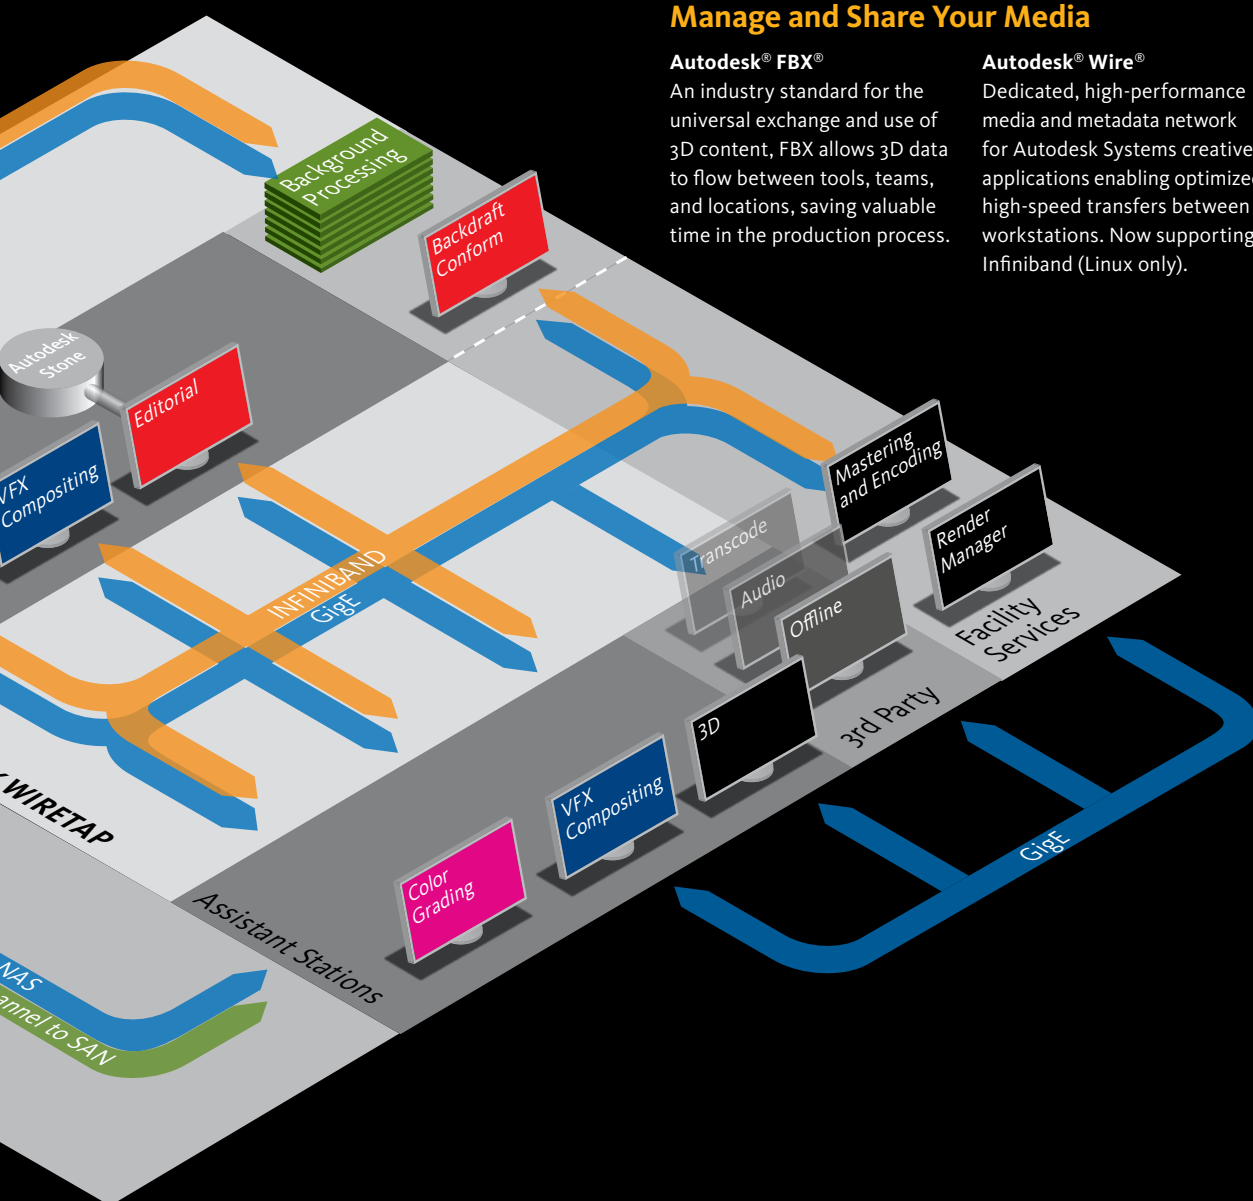 Manage and Share Your Media
Autodesk® FBX®
An industry standard for the
universal exchange and use of
3D content, FBX allows 3D data
to flow between tools, teams,
and locations, saving valuable
time in the production process.
Autodesk® Wire®
Dedicated, high-performance
media and metadata network
for Autodesk Systems creative
applications enabling optimized
high-speed transfers between
workstations. Now supporting
Infiniband (Linux only).
Background
Processing
Backdraft
Conform
Autodesk
Stone
Editorial
VFX
Compositing
INFINIBAND
GigE
Transcode
Audio
Offline
Mastering
and Encoding
Render
Manager
Facility
Services
3rd Party
3D
VFX
Compositing
Color
Grading
GigE
WIRETAP
Assistant Stations
NAS
annel to SAN